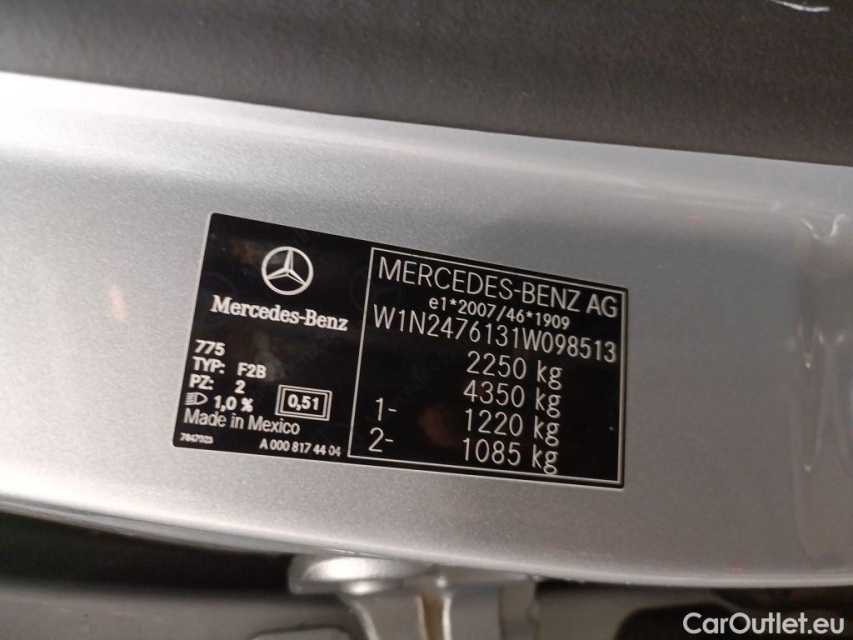 Mercedes-Benz
775
TYP: F2B
PZ: 2
1,0 % 0,51
Made in Mexico
7847023 A 000 817 44 04
MERCEDES-BENZ AG
e1*2007/46*1909
W1N2476131W098513
2250 kg
4350 kg
1- 1220 kg
2- 1085 kg
CarOutlet.eu